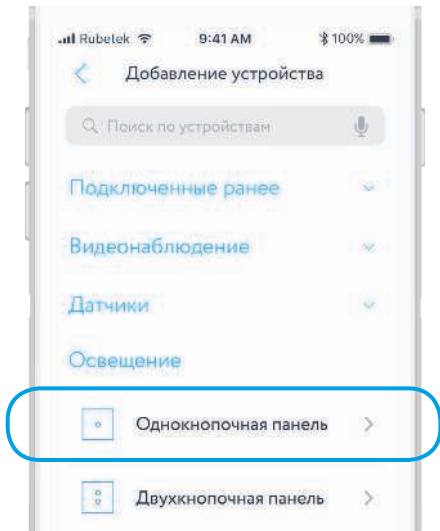 Rubetek 9:41 AM 100%
Добавление устройства
Поиск по устройствам
Подключенные ранее
Видеонаблюдение
Датчики
Освещение
Однокнопочная панель
Двухкнопочная панель